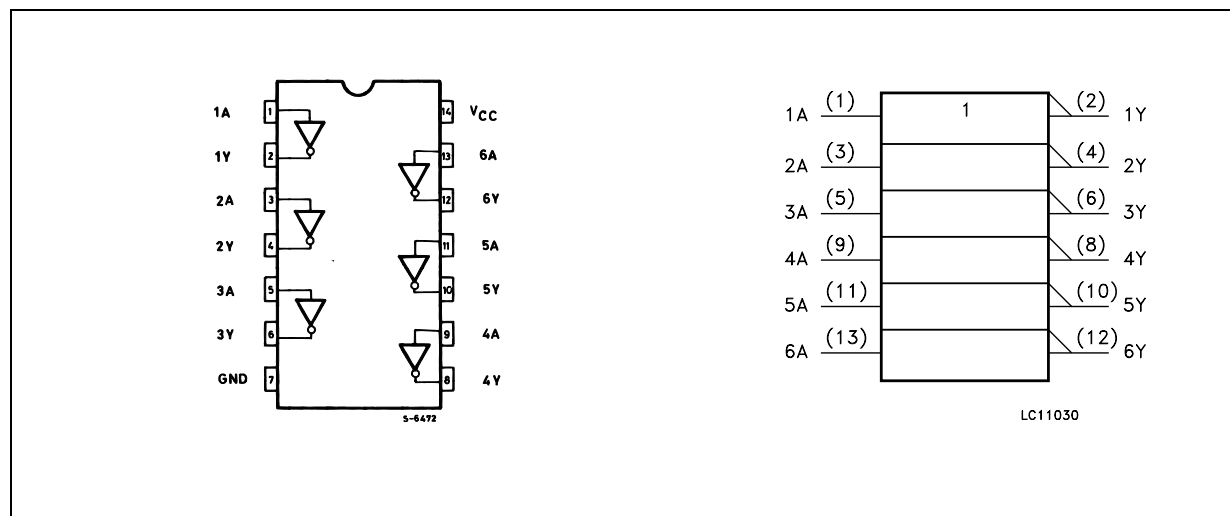 1A 1 14 VCC
1Y 2 13 6A
2A 3 12 6Y
2Y 4 11 5A
3A 5 10 5Y
3Y 6 9 4A
GND 7 8 4Y
S-6472
1A (1) 1 (2) 1Y
2A (3) (4) 2Y
3A (5) (6) 3Y
4A (9) (8) 4Y
5A (11) (10) 5Y
6A (13) (12) 6Y
LC11030